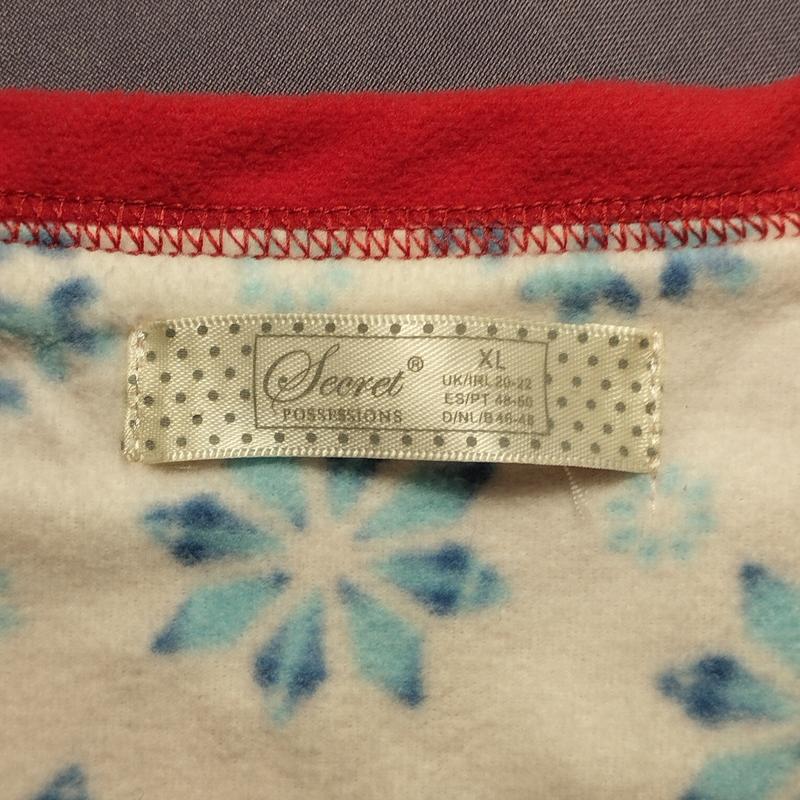 Secret®
POSSESSIONS
XL
UK/IRL 20-22
ES/PT 48-50
D/NL/B 46-48